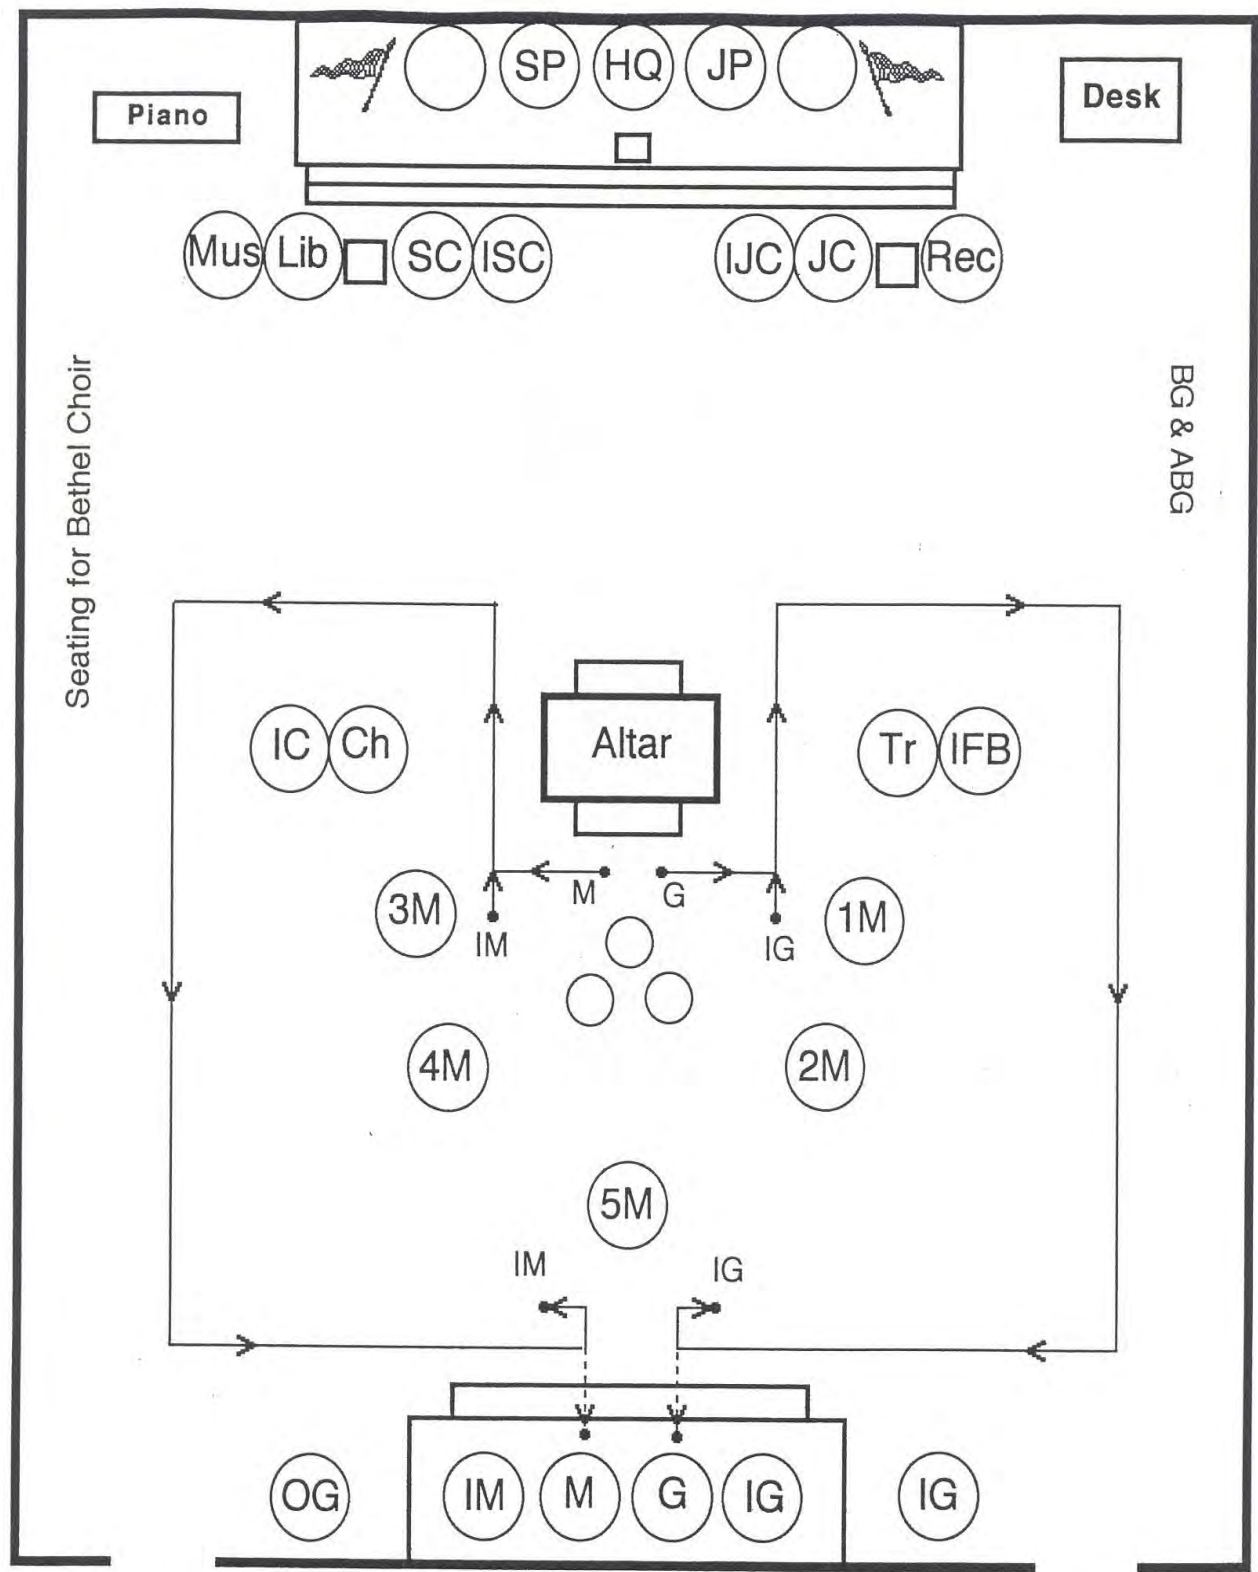 SP
HQ
JP
Piano
Desk
Mus
Lib
SC
ISC
IJC
JC
Rec
Seating for Bethel Choir
BG & ABG
IC
Ch
Altar
Tr
IFB
M
G
3M
1M
IM
IG
4M
2M
5M
IM
IG
OG
IM
M
G
IG
IG